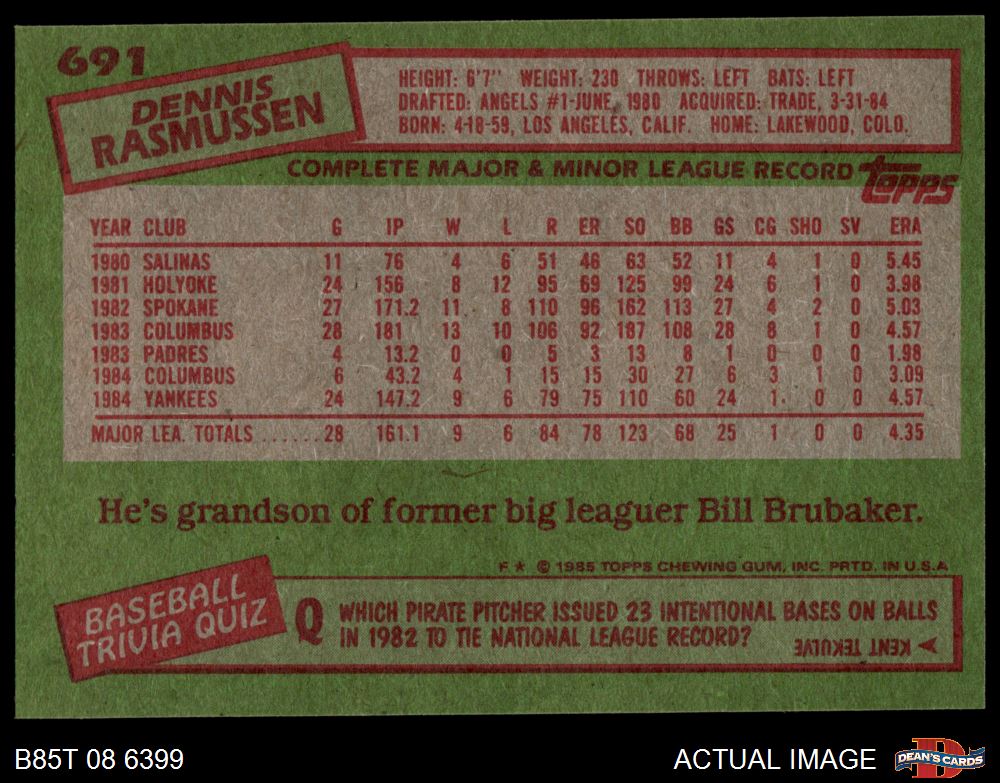 691
DENNIS
RASMUSSEN
HEIGHT: 6'7" WEIGHT: 230 THROWS: LEFT BATS: LEFT
DRAFTED: ANGELS #1-JUNE, 1980 ACQUIRED: TRADE, 3-31-84
BORN: 4-18-59, LOS ANGELES, CALIF. HOME: LAKEWOOD, COLO.
COMPLETE MAJOR & MINOR LEAGUE RECORD topps
YEAR CLUB G IP W L R ER SO BB GS CG SHO SV ERA
1980 SALINAS 11 76 4 6 51 46 63 52 11 4 1 0 5.45
1981 HOLYOKE 24 156 8 12 95 69 125 99 24 6 1 0 3.98
1982 SPOKANE 27 171.2 11 8 110 96 162 113 27 4 2 0 5.03
1983 COLUMBUS 28 181 13 10 106 92 187 108 28 8 1 0 4.57
1983 PADRES 4 13.2 0 0 5 3 13 8 1 0 0 0 1.98
1984 COLUMBUS 6 43.2 4 1 15 15 30 27 6 3 1 0 3.09
1984 YANKEES 24 147.2 9 6 79 75 110 60 24 1 0 0 4.57
MAJOR LEA. TOTALS ......28 161.1 9 6 84 78 123 68 25 1 0 0 4.35
He's grandson of former big leaguer Bill Brubaker.
F ★ © 1985 TOPPS CHEWING GUM, INC. PRTD. IN U.S.A
BASEBALL
TRIVIA QUIZ
Q WHICH PIRATE PITCHER ISSUED 23 INTENTIONAL BASES ON BALLS
IN 1982 TO TIE NATIONAL LEAGUE RECORD?
KENT TEKULVE
B85T 08 6399 ACTUAL IMAGE DEAN'S CARDS